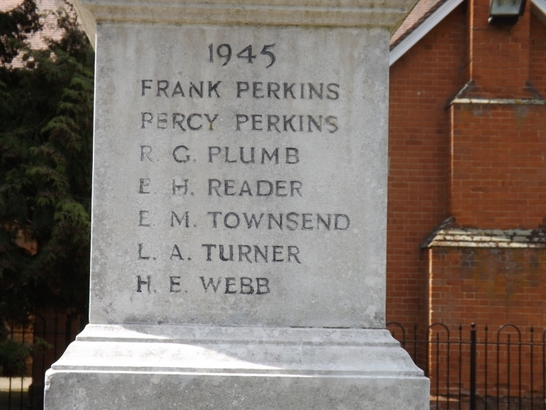 1945
FRANK PERKINS
PERCY PERKINS
R. G. PLUMB
E. H. READER
E. M. TOWNSEND
L. A. TURNER
H. E. WEBB